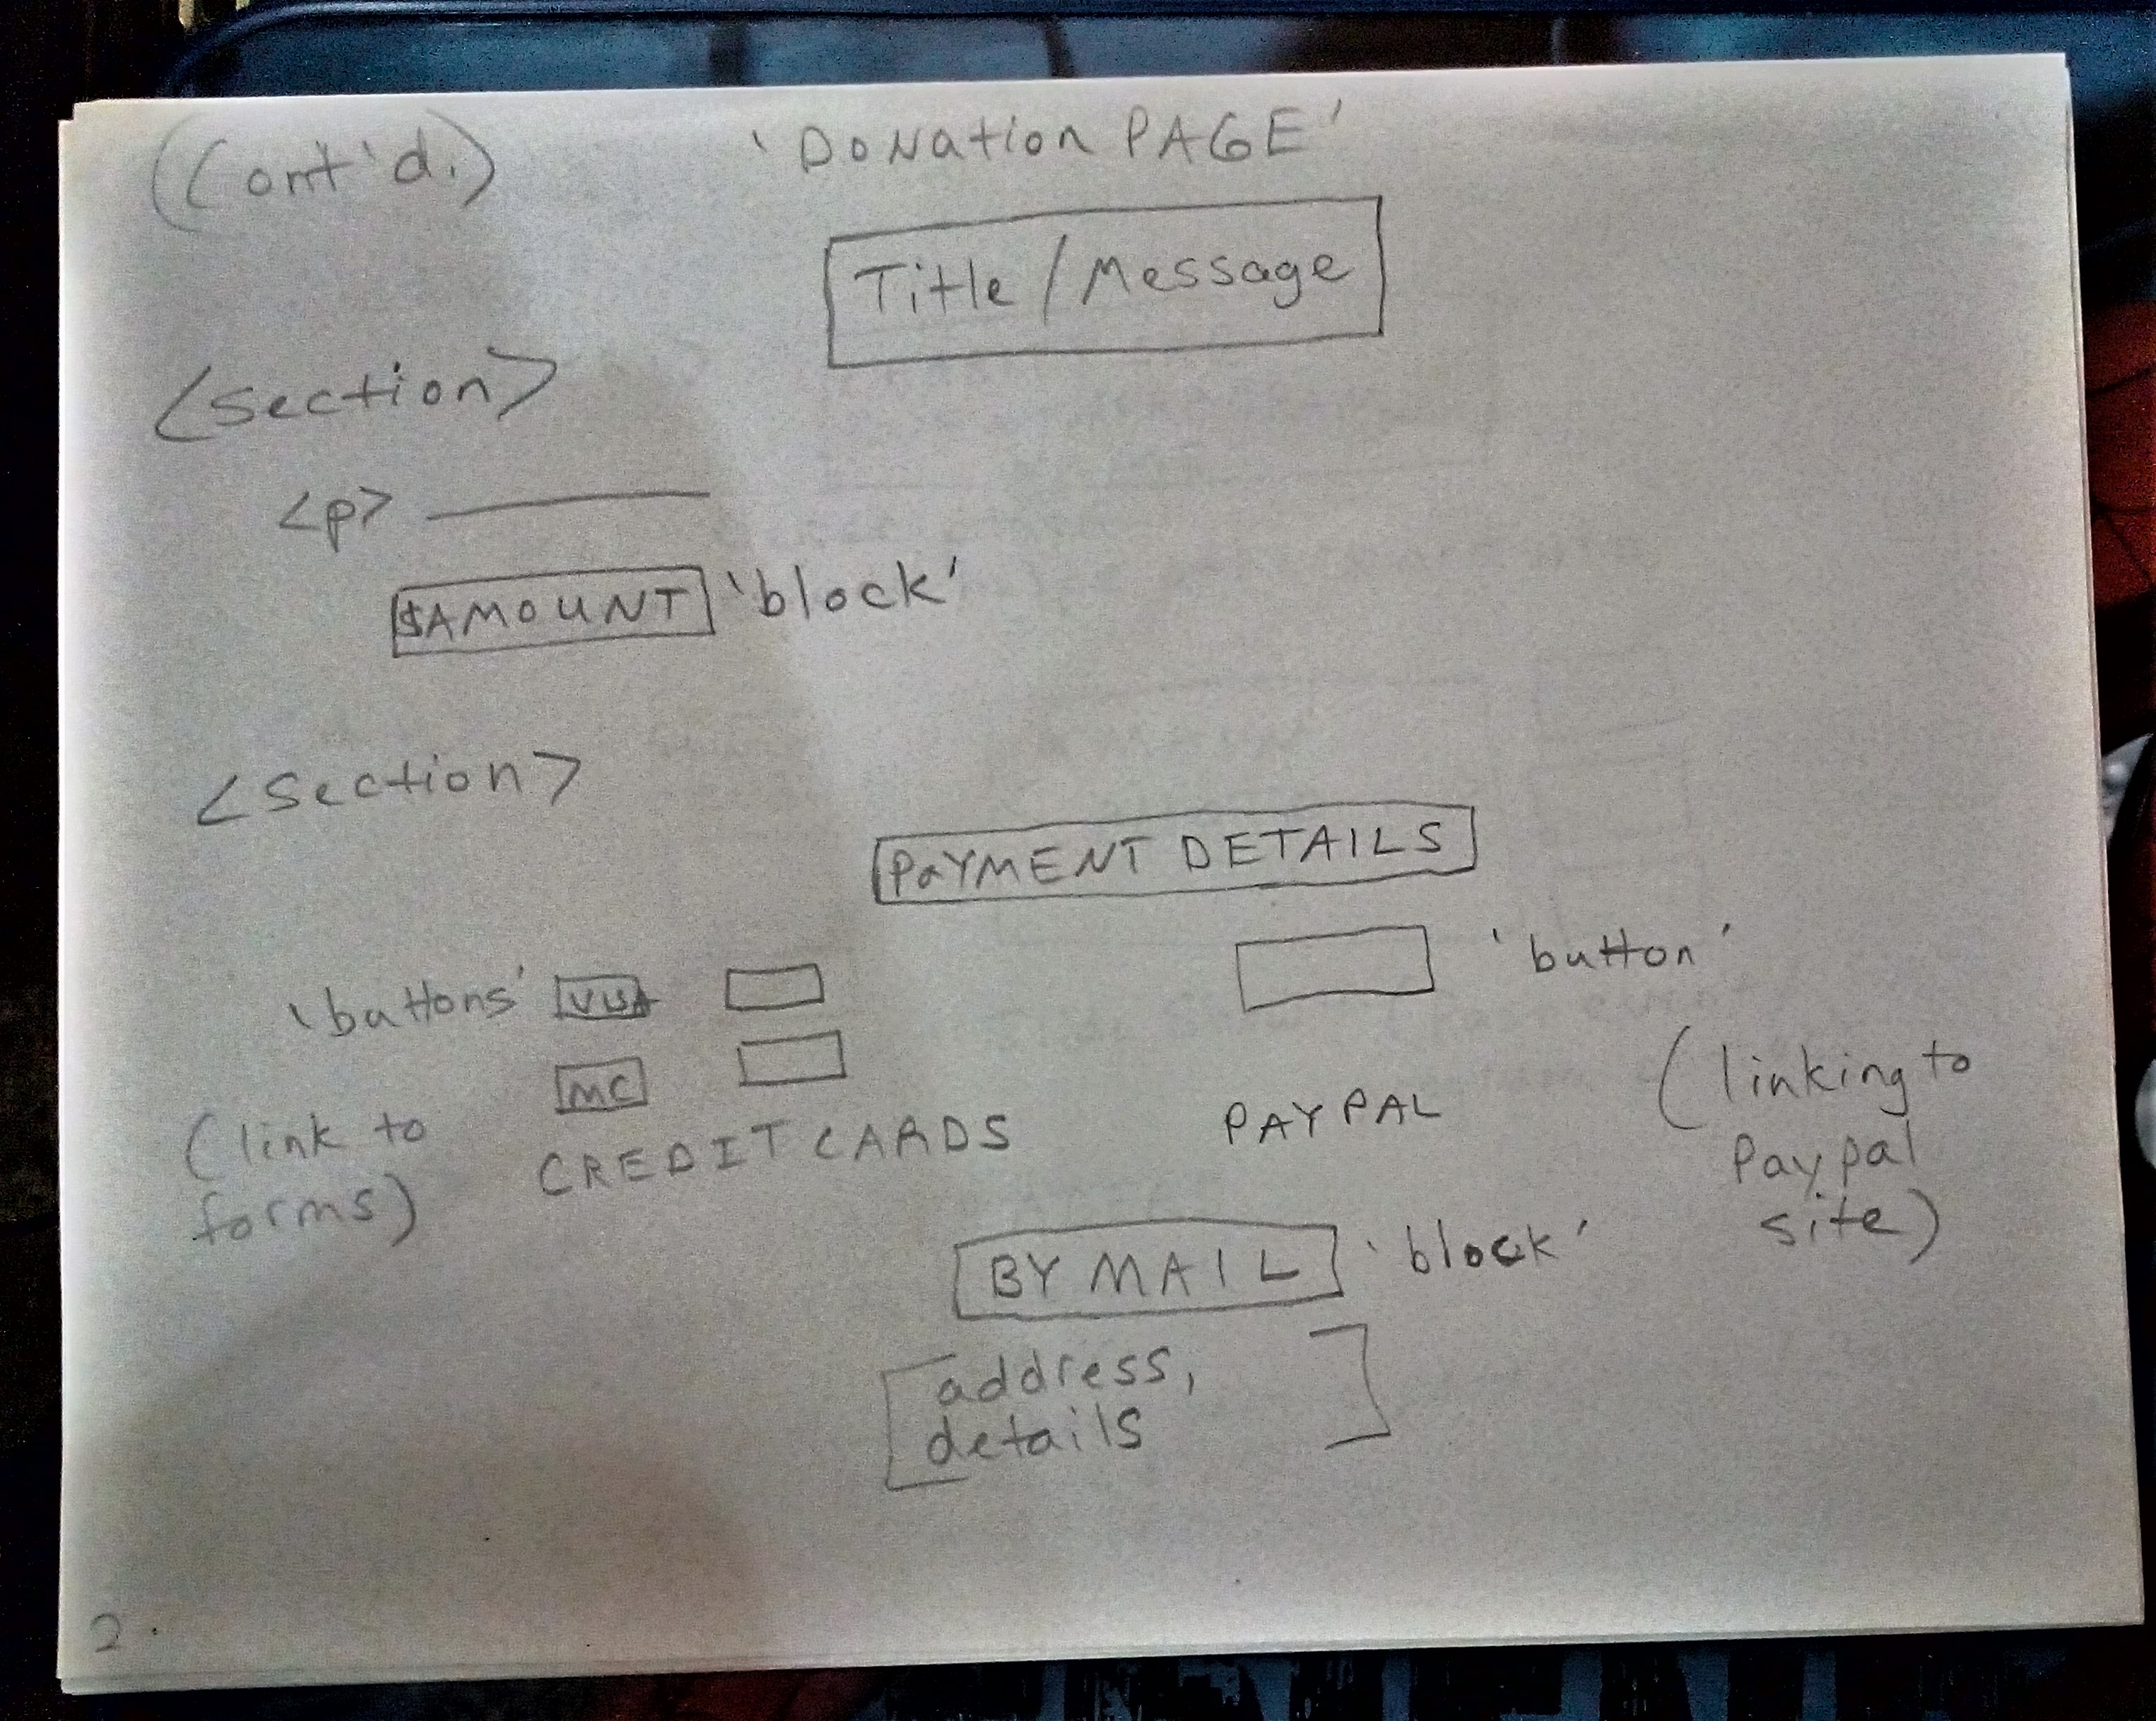 (Cont'd.)
'DONation PAGE'
Title/Message
<section>
<p>
$AMOUNT 'block'
<section>
PaYMENT DETAILS
'buttons' VISA
MC
(link to
forms)
CREDIT CARDS
'button'
PAYPAL
(linking to
Paypal
site)
BY MAIL 'block'
address,
details
2.